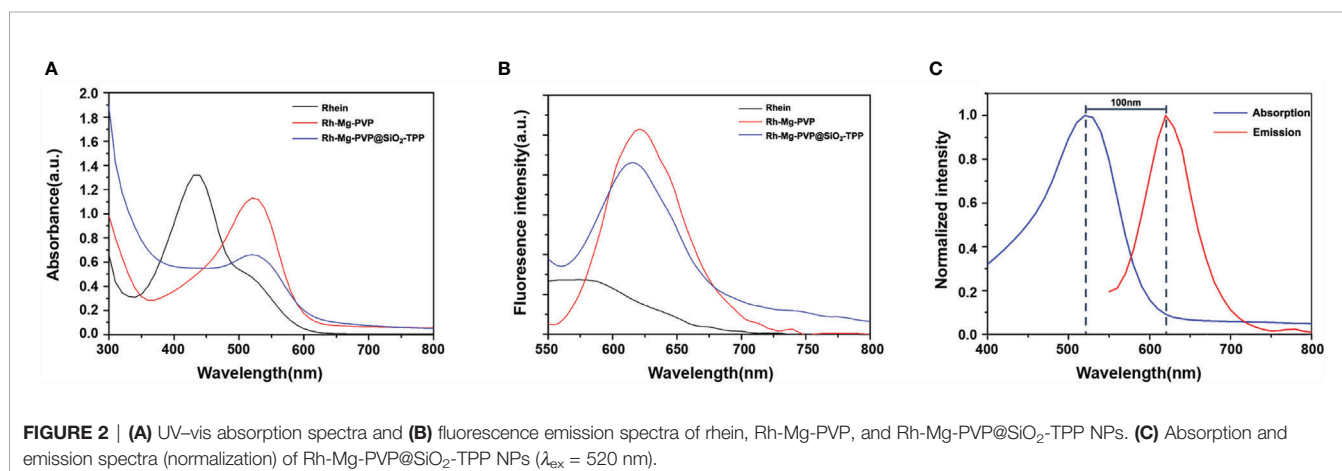 A
B
C
2.0
1.8
1.6
1.4
1.2
1.0
0.8
0.6
0.4
0.2
0.0
Absorbance(a.u.)
Rhein
Rh-Mg-PVP
Rh-Mg-PVP@SiO₂-TPP
300 400 500 600 700 800
Wavelength(nm)
Fluoresence intensity(a.u.)
Rhein
Rh-Mg-PVP
Rh-Mg-PVP@SiO₂-TPP
550 600 650 700 750 800
Wavelength(nm)
Normalized intensity
1.0
0.8
0.6
0.4
0.2
0.0
100nm
Absorption
Emission
400 500 600 700 800
Wavelength(nm)
FIGURE 2 | (A) UV–vis absorption spectra and (B) fluorescence emission spectra of rhein, Rh-Mg-PVP, and Rh-Mg-PVP@SiO₂-TPP NPs. (C) Absorption and
emission spectra (normalization) of Rh-Mg-PVP@SiO₂-TPP NPs (λex = 520 nm).